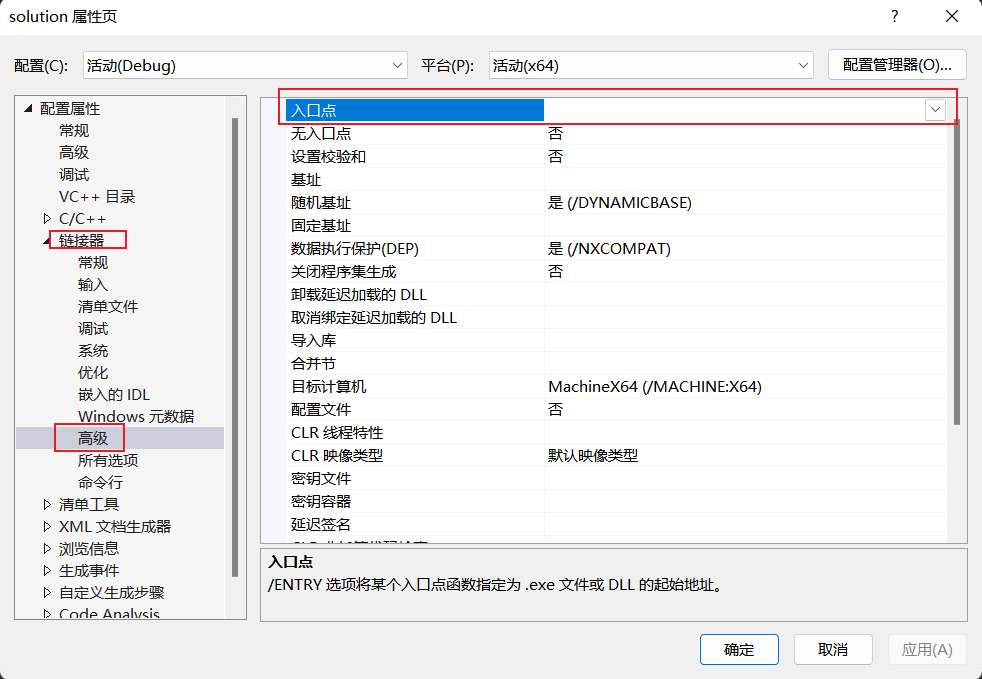 solution 属性页
?
配置(C): 活动(Debug) 平台(P): 活动(x64) 配置管理器(O)...
配置属性
常规
高级
调试
VC++ 目录
C/C++
链接器
常规
输入
清单文件
调试
系统
优化
嵌入的 IDL
Windows 元数据
高级
所有选项
命令行
清单工具
XML 文档生成器
浏览信息
生成事件
自定义生成步骤
Code Analysis
入口点
无入口点 否
设置校验和 否
基址
随机基址 是 (/DYNAMICBASE)
固定基址
数据执行保护(DEP) 是 (/NXCOMPAT)
关闭程序集生成 否
卸载延迟加载的 DLL
取消绑定延迟加载的 DLL
导入库
合并节
目标计算机 MachineX64 (/MACHINE:X64)
配置文件 否
CLR 线程特性
CLR 映像类型 默认映像类型
密钥文件
密钥容器
延迟签名
入口点
/ENTRY 选项将某个入口点函数指定为 .exe 文件或 DLL 的起始地址。
确定 取消 应用(A)